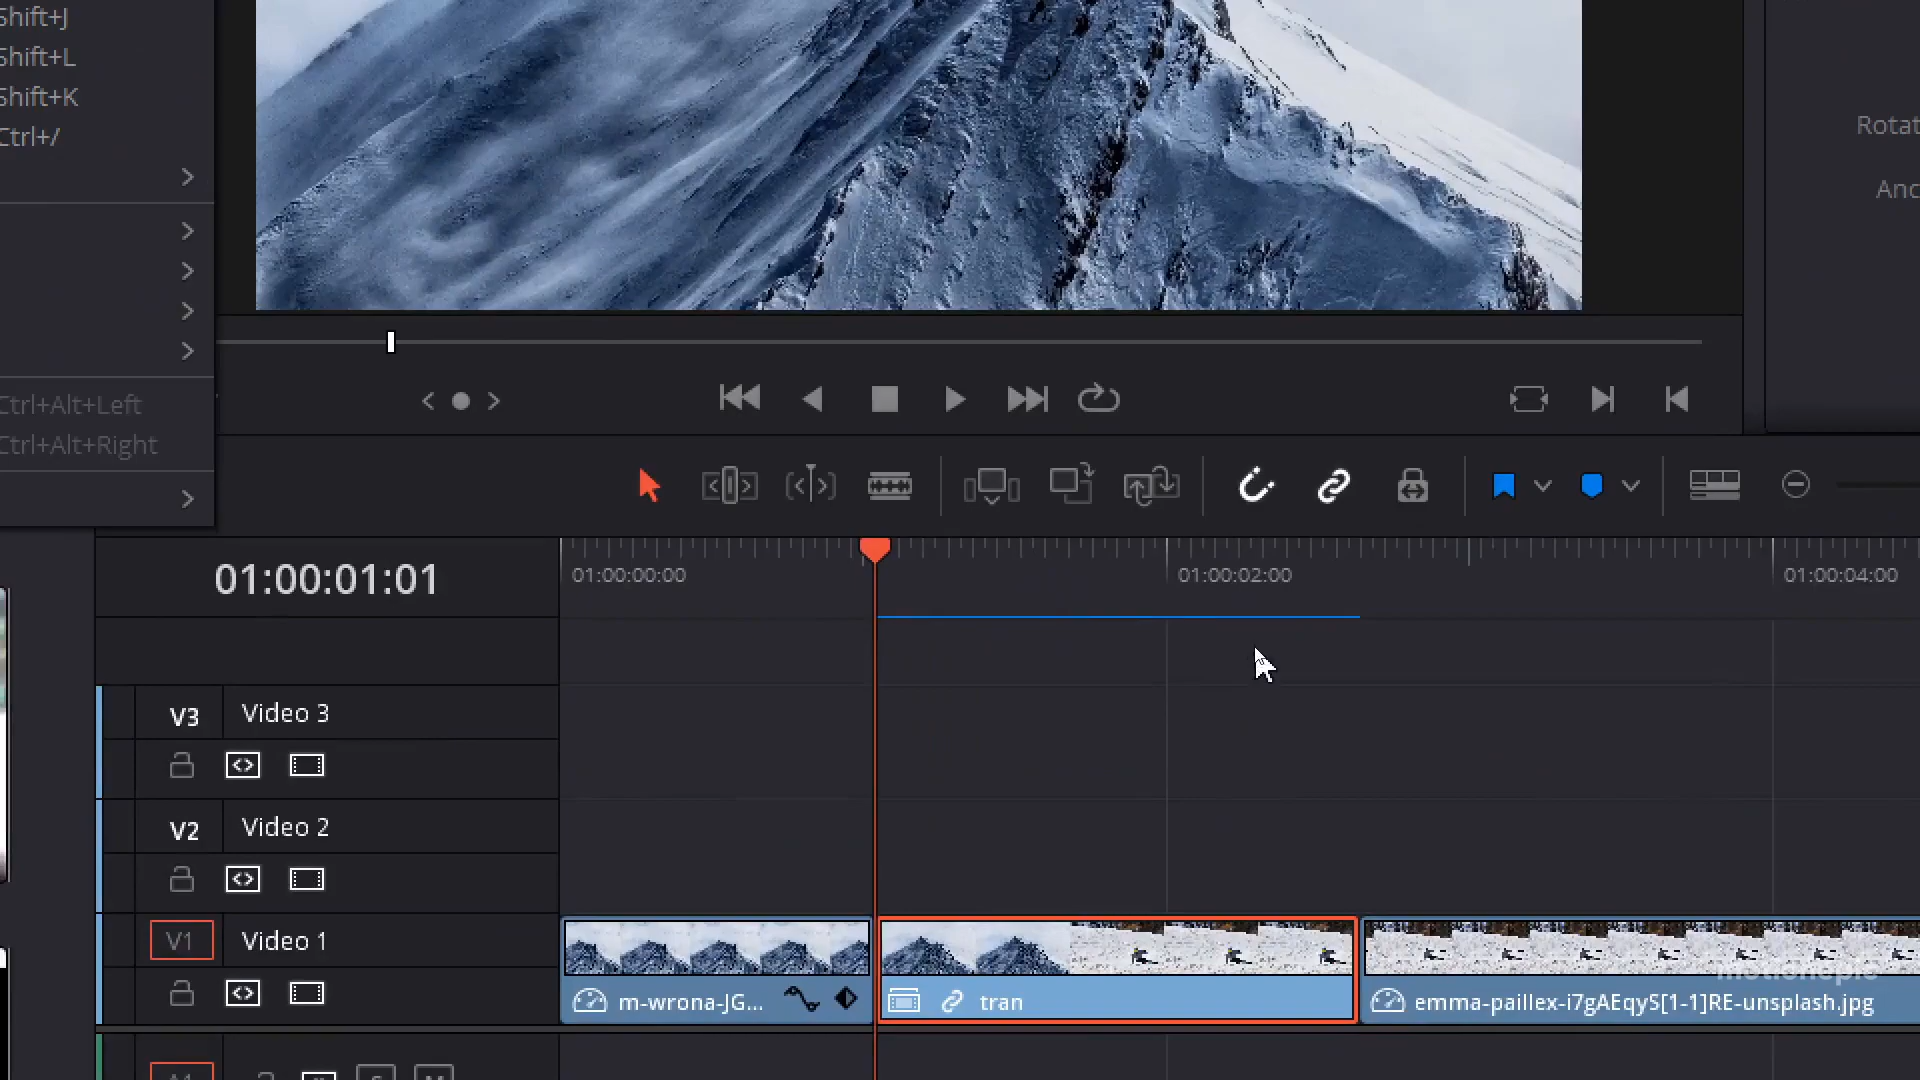 Shift+J
Shift+L
Shift+K
Ctrl+/
Ctrl+Alt+Left
Ctrl+Alt+Right
Rotat
Anc
01:00:01:01
01:00:00:00
01:00:02:00
01:00:04:00
V3 Video 3
V2 Video 2
V1 Video 1
m-wrona-JG...
tran
emma-paillex-i7gAEqyS[1-1]RE-unsplash.jpg
motionepic